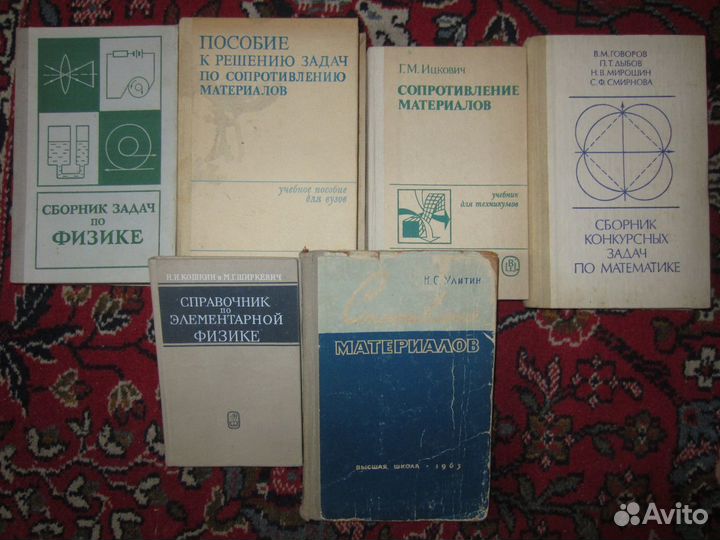 СБОРНИК ЗАДАЧ
ПО
ФИЗИКЕ
ПОСОБИЕ
К РЕШЕНИЮ ЗАДАЧ
ПО СОПРОТИВЛЕНИЮ
МАТЕРИАЛОВ
учебное пособие
для вузов
Г.М. Ицкович
СОПРОТИВЛЕНИЕ
МАТЕРИАЛОВ
учебник
для техникумов
В.М. ГОВОРОВ
П.Т. ДЫБОВ
Н.В. МИРОШИН
С.Ф. СМИРНОВА
СБОРНИК
КОНКУРСНЫХ
ЗАДАЧ
ПО МАТЕМАТИКЕ
Н.И. КОШКИН и М.Г. ШИРКЕВИЧ
СПРАВОЧНИК
ПО
ЭЛЕМЕНТАРНОЙ
ФИЗИКЕ
Н.С. УЛИТИН
МАТЕРИАЛОВ
ВЫСШАЯ ШКОЛА · 1963
Avito